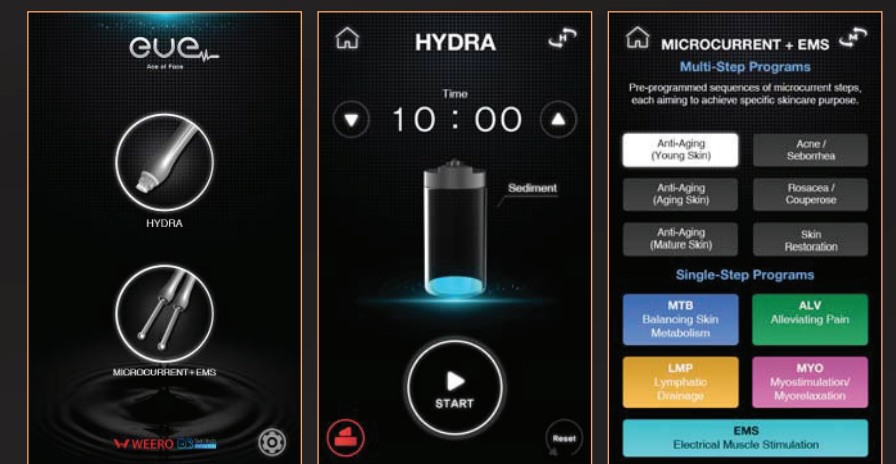 eve
Ace of Face
HYDRA
MICROCURRENT+EMS
WEERO
HYDRA
H
Time
10 : 00
Sediment
START
Reset
MICROCURRENT + EMS
M
Multi-Step Programs
Pre-programmed sequences of microcurrent steps,
each aiming to achieve specific skincare purpose.
Anti-Aging
(Young Skin)
Acne /
Seborrhea
Anti-Aging
(Aging Skin)
Rosacea /
Couperose
Anti-Aging
(Mature Skin)
Skin
Restoration
Single-Step Programs
MTB
Balancing Skin
Metabolism
ALV
Alleviating Pain
LMP
Lymphatic
Drainage
MYO
Myostimulation/
Myorelaxation
EMS
Electrical Muscle Stimulation